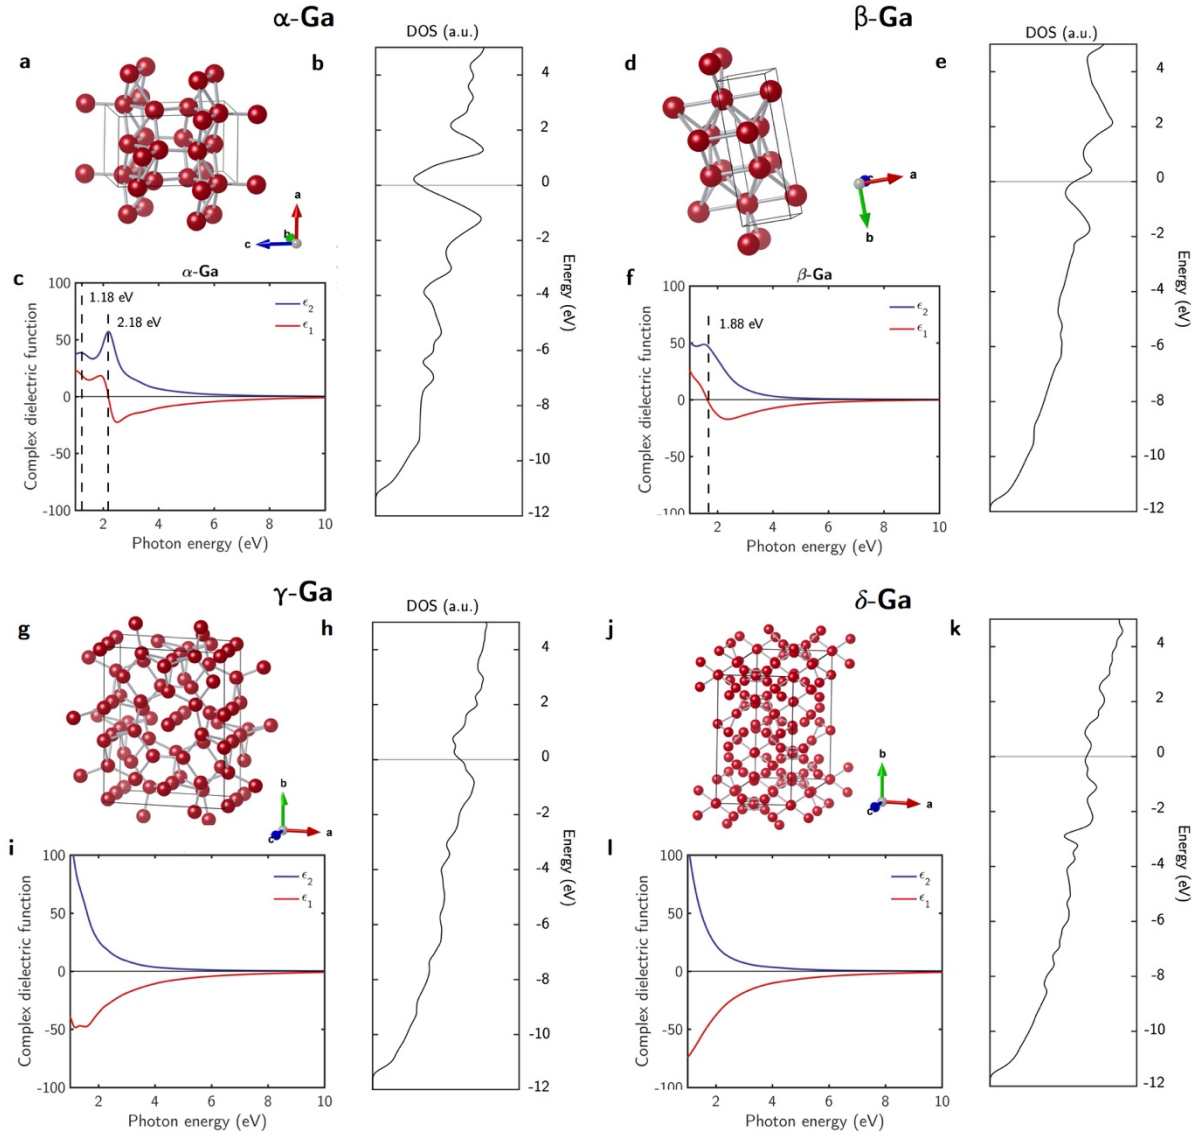 α-Ga
a
b
DOS (a.u.)
4
2
0
-2
-4
-6
-8
-10
-12
Energy (eV)
a
b
c
c
α-Ga
1.18 eV
2.18 eV
ϵ2
ϵ1
100
50
0
-50
-100
Complex dielectric function
2 4 6 8 10
Photon energy (eV)
β-Ga
d
e
DOS (a.u.)
4
2
0
-2
-4
-6
-8
-10
-12
Energy (eV)
c
a
b
f
β-Ga
1.88 eV
ϵ2
ϵ1
100
50
0
-50
-100
Complex dielectric function
2 4 6 8 10
Photon energy (eV)
γ-Ga
g
h
DOS (a.u.)
4
2
0
-2
-4
-6
-8
-10
-12
Energy (eV)
b
a
c
i
ϵ2
ϵ1
100
50
0
-50
-100
Complex dielectric function
2 4 6 8 10
Photon energy (eV)
δ-Ga
j
k
4
2
0
-2
-4
-6
-8
-10
-12
Energy (eV)
b
a
c
l
ϵ2
ϵ1
100
50
0
-50
-100
Complex dielectric function
2 4 6 8 10
Photon energy (eV)